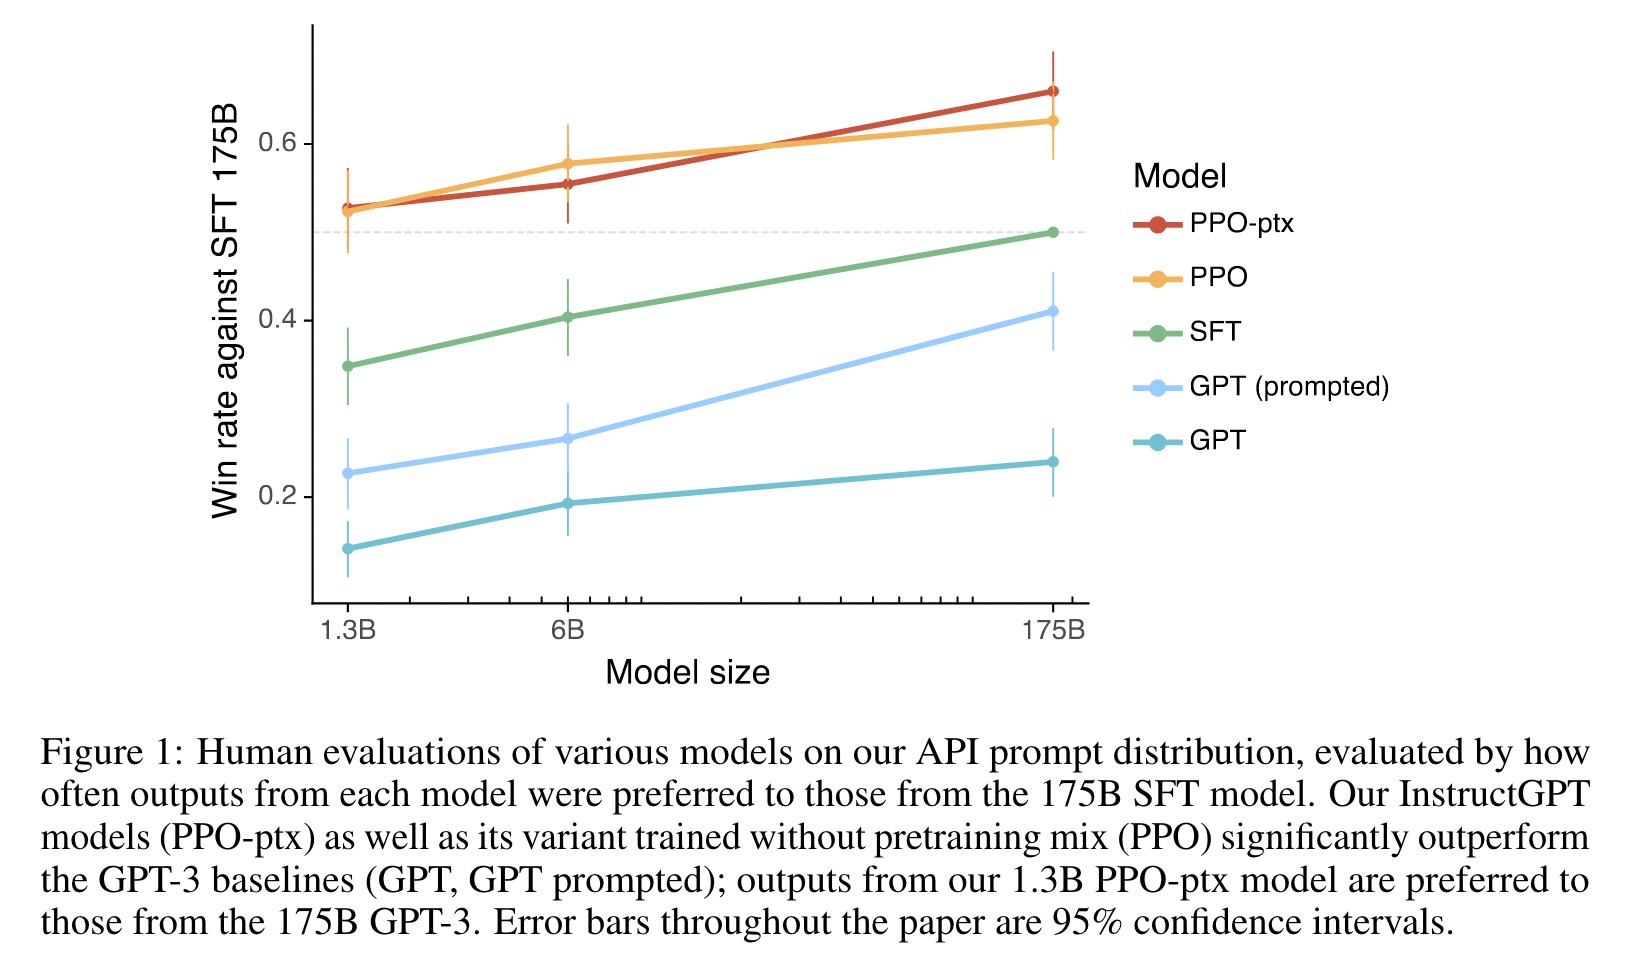 Win rate against SFT 175B
0.6
0.4
0.2
1.3B
6B
175B
Model size
Model
PPO-ptx
PPO
SFT
GPT (prompted)
GPT
Figure 1: Human evaluations of various models on our API prompt distribution, evaluated by how
often outputs from each model were preferred to those from the 175B SFT model. Our InstructGPT
models (PPO-ptx) as well as its variant trained without pretraining mix (PPO) significantly outperform
the GPT-3 baselines (GPT, GPT prompted); outputs from our 1.3B PPO-ptx model are preferred to
those from the 175B GPT-3. Error bars throughout the paper are 95% confidence intervals.